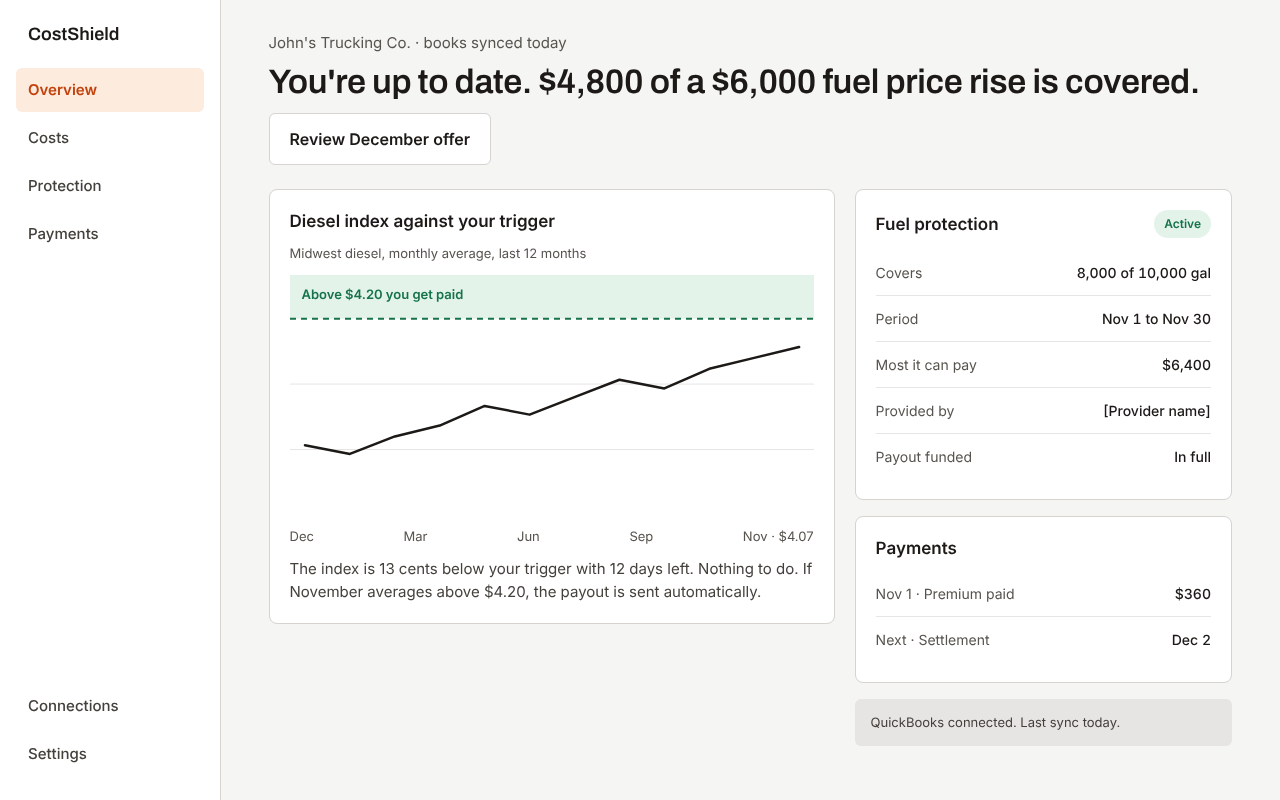 CostShield
Overview
Costs
Protection
Payments
Connections
Settings
John's Trucking Co. · books synced today
You're up to date. $4,800 of a $6,000 fuel price rise is covered.
Review December offer
Diesel index against your trigger
Midwest diesel, monthly average, last 12 months
Above $4.20 you get paid
Dec Mar Jun Sep Nov · $4.07
The index is 13 cents below your trigger with 12 days left. Nothing to do. If
November averages above $4.20, the payout is sent automatically.
Fuel protection Active
Covers 8,000 of 10,000 gal
Period Nov 1 to Nov 30
Most it can pay $6,400
Provided by [Provider name]
Payout funded In full
Payments
Nov 1 · Premium paid $360
Next · Settlement Dec 2
QuickBooks connected. Last sync today.